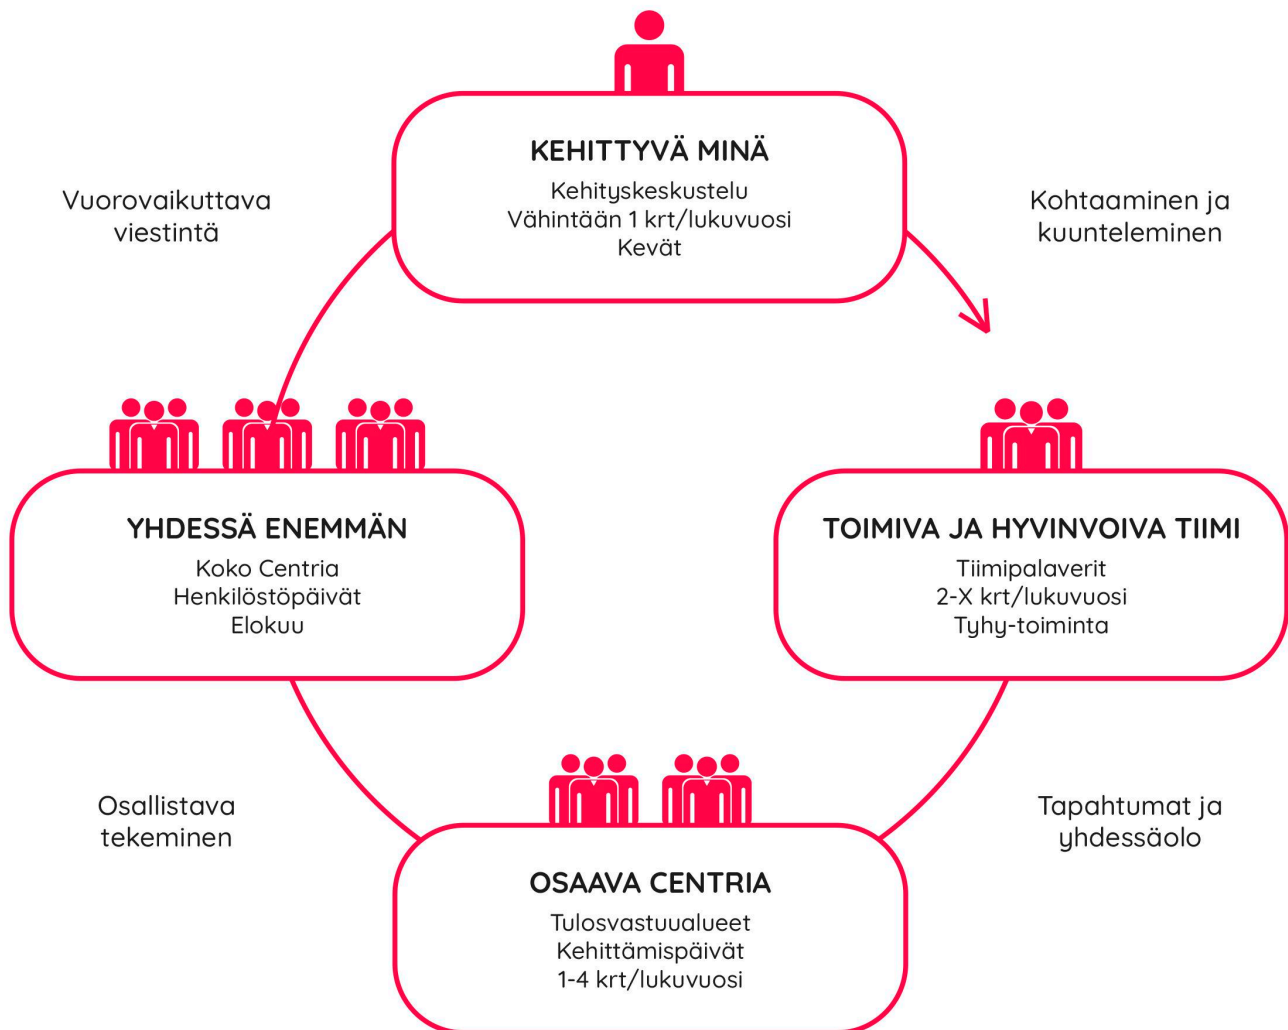 KEHITTYVÄ MINÄ
Kehityskeskustelu
Vähintään 1 krt/lukuvuosi
Kevät
Vuorovaikuttava
viestintä
Kohtaaminen ja
kuunteleminen
YHDESSÄ ENEMMÄN
Koko Centria
Henkilöstöpäivät
Elokuu
TOIMIVA JA HYVINVOIVA TIIMI
Tiimipalaverit
2-X krt/lukuvuosi
Tyhy-toiminta
Osallistava
tekeminen
Tapahtumat ja
yhdessäolo
OSAAVA CENTRIA
Tulosvastuualueet
Kehittämispäivät
1-4 krt/lukuvuosi